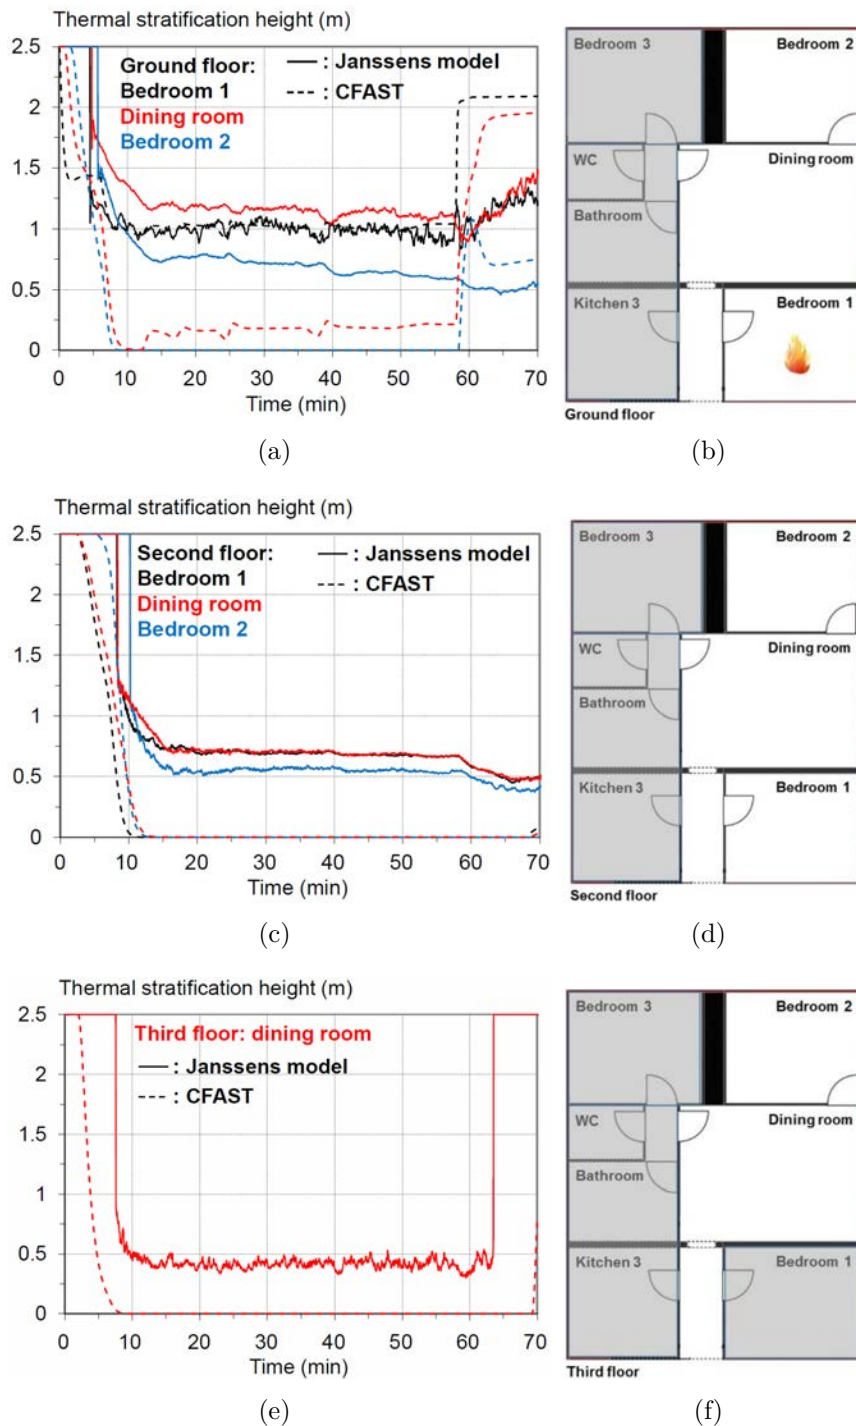 Thermal stratification height (m)
2.5
2
1.5
1
0.5
0
Ground floor:
Bedroom 1
Dining room
Bedroom 2
: Janssens model
: CFAST
0 10 20 30 40 50 60 70
Time (min)
(a)
Bedroom 3
Bedroom 2
WC
Dining room
Bathroom
Kitchen 3
Bedroom 1
Ground floor
(b)
Thermal stratification height (m)
2.5
2
1.5
1
0.5
0
Second floor:
Bedroom 1
Dining room
Bedroom 2
: Janssens model
: CFAST
0 10 20 30 40 50 60 70
Time (min)
(c)
Bedroom 3
Bedroom 2
WC
Dining room
Bathroom
Kitchen 3
Bedroom 1
Second floor
(d)
Thermal stratification height (m)
2.5
2
1.5
1
0.5
0
Third floor: dining room
: Janssens model
: CFAST
0 10 20 30 40 50 60 70
Time (min)
(e)
Bedroom 3
Bedroom 2
WC
Dining room
Bathroom
Kitchen 3
Bedroom 1
Third floor
(f)